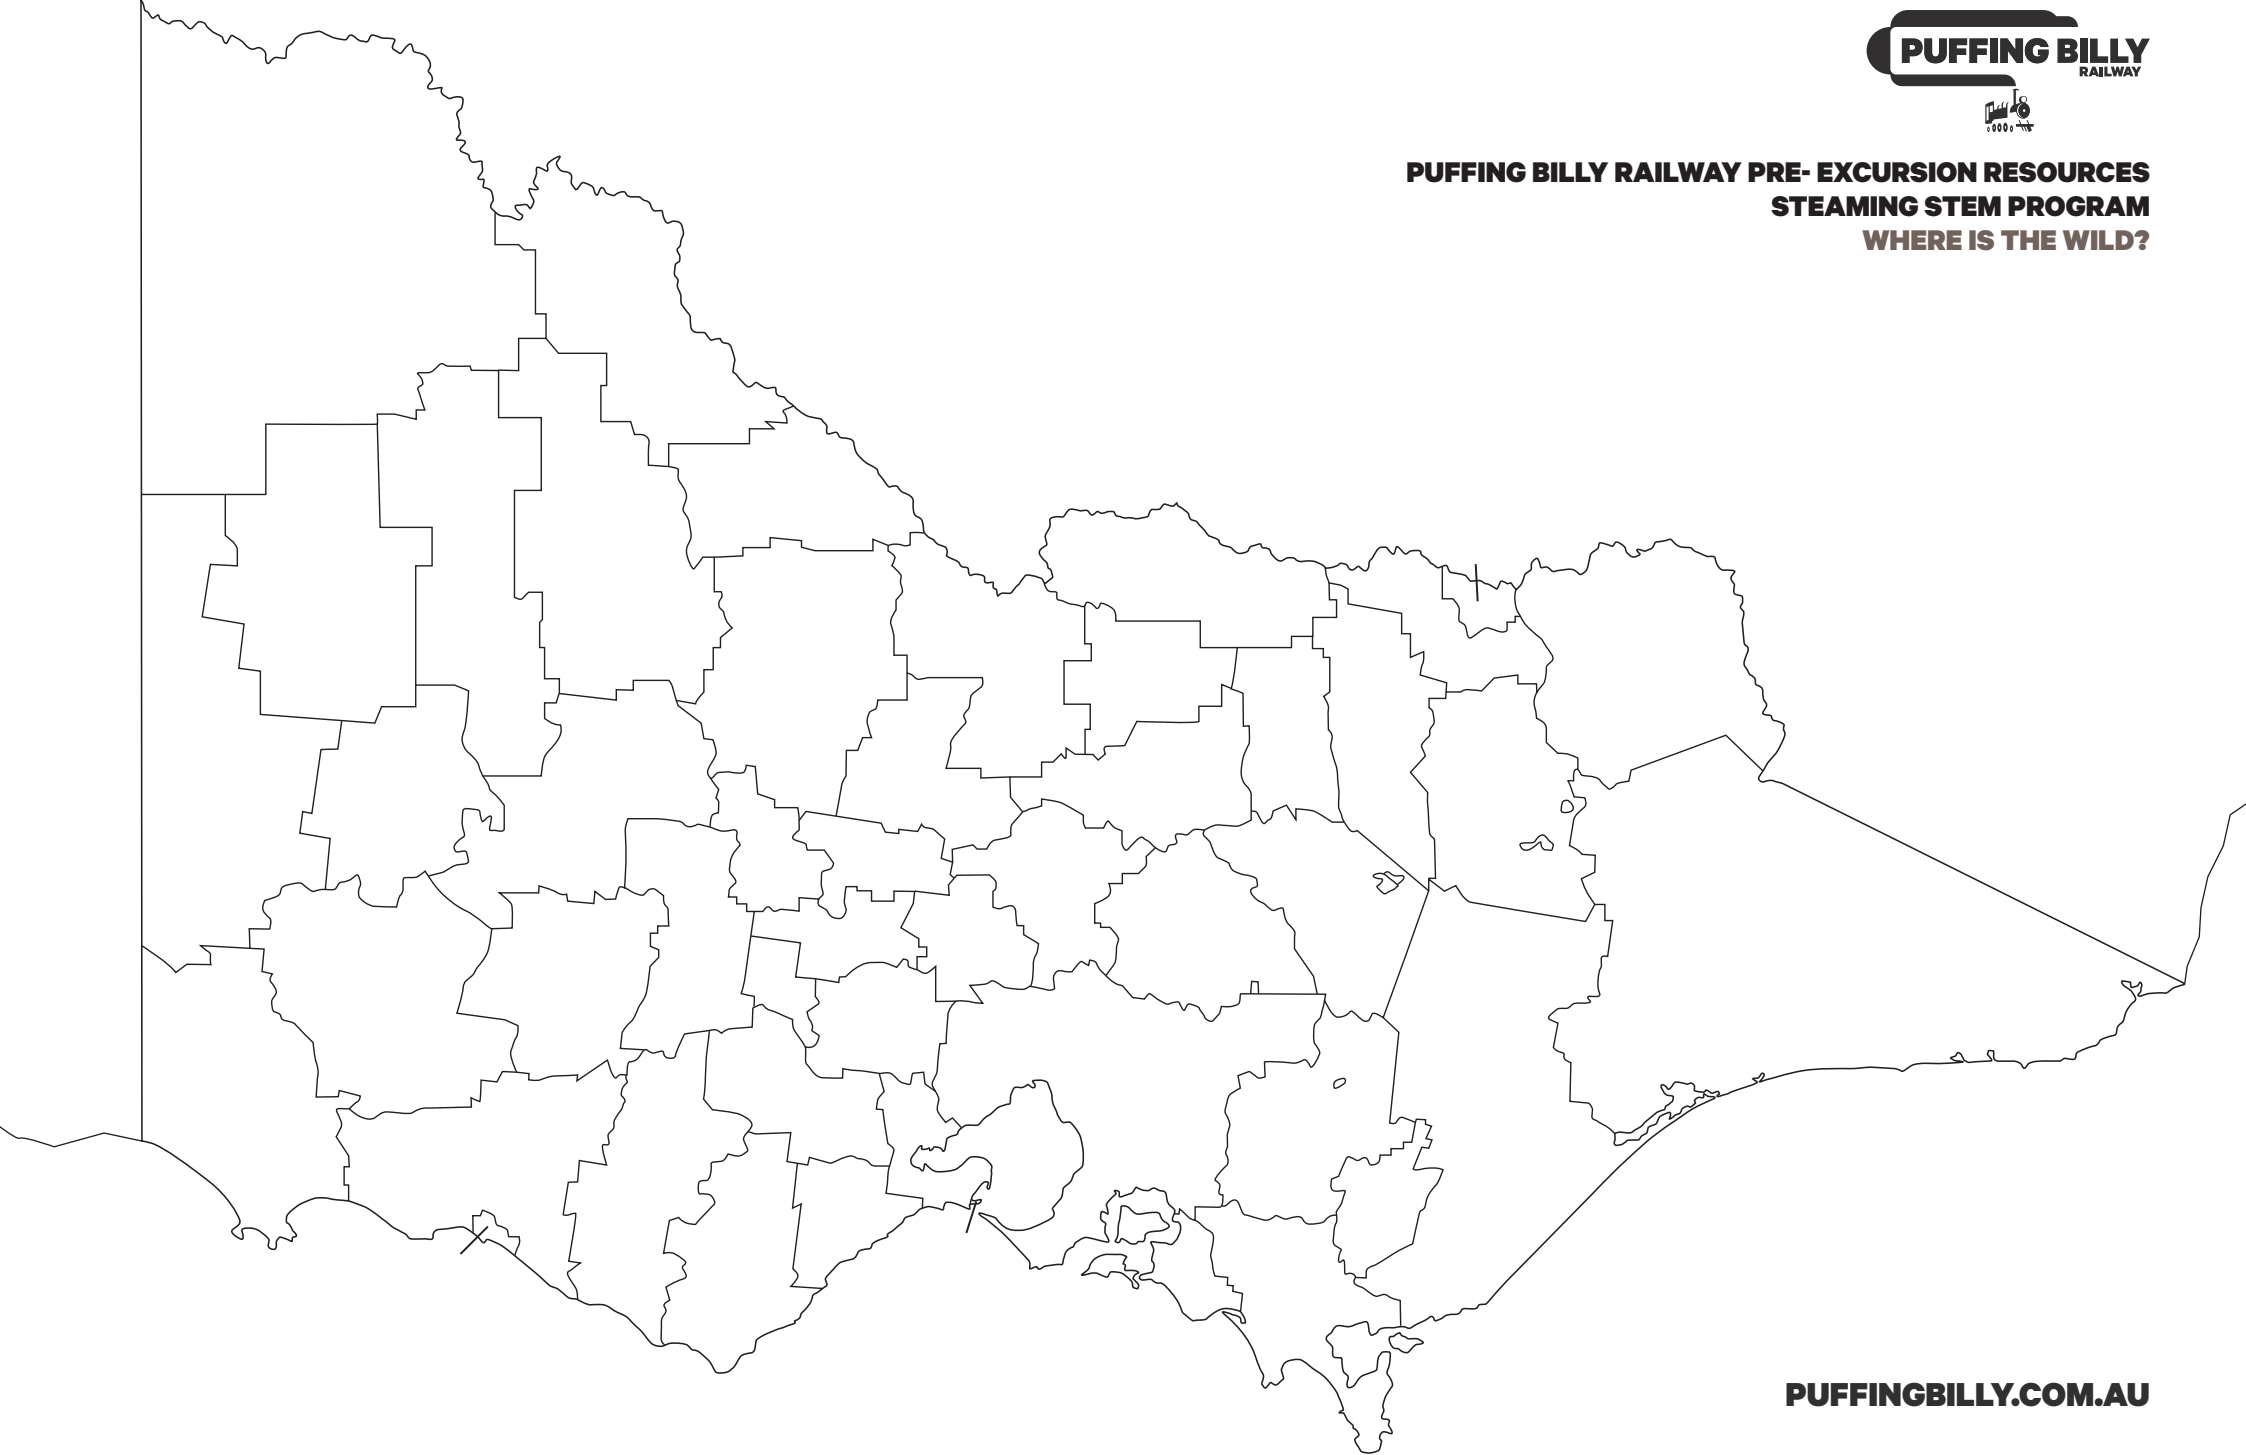 PUFFING BILLY
RAILWAY
PUFFING BILLY RAILWAY PRE- EXCURSION RESOURCES
STEAMING STEM PROGRAM
WHERE IS THE WILD?
PUFFINGBILLY.COM.AU